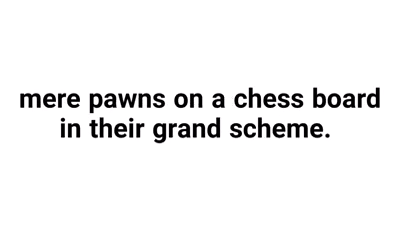 mere pawns on a chess board
in their grand scheme.